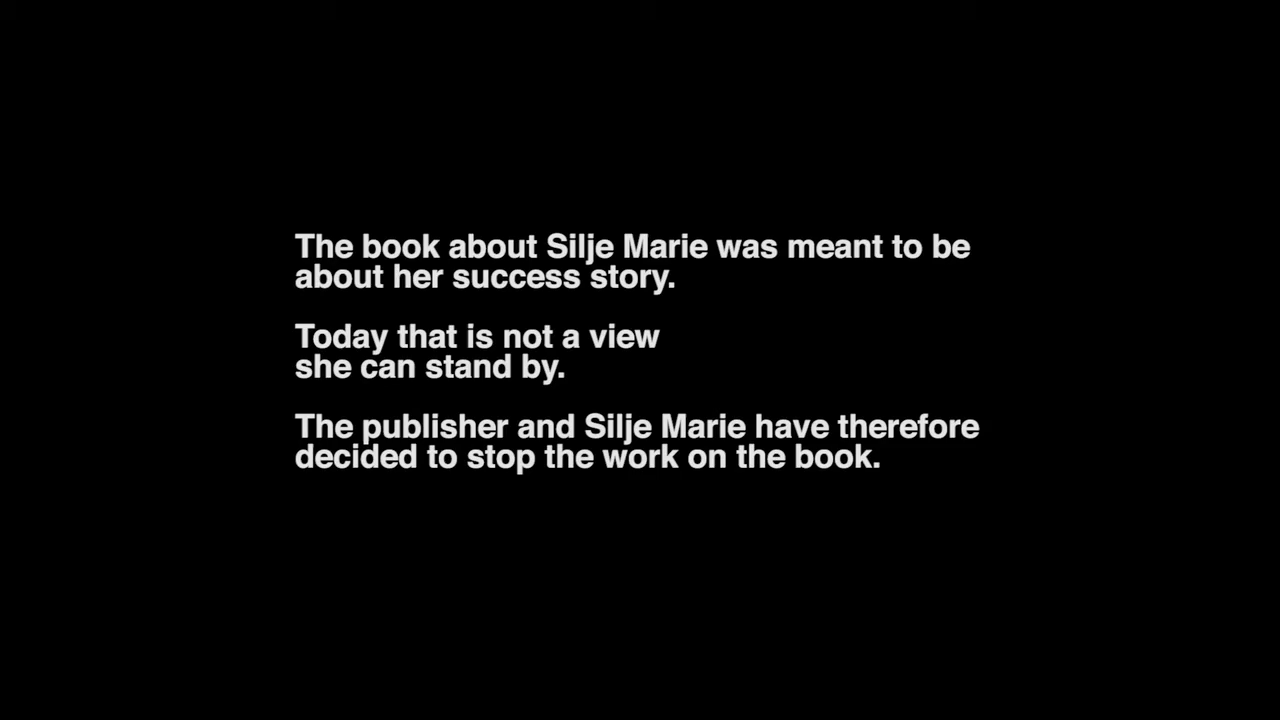 The book about Silje Marie was meant to be
about her success story.
Today that is not a view
she can stand by.
The publisher and Silje Marie have therefore
decided to stop the work on the book.